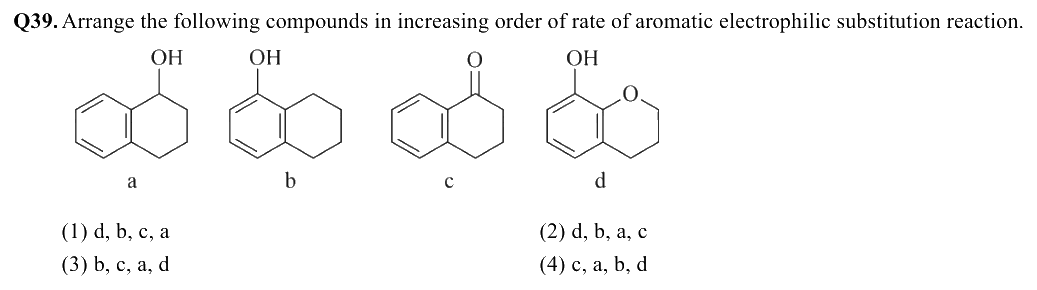 Q39. Arrange the following compounds in increasing order of rate of aromatic electrophilic substitution reaction.
OH OH O OH
O
a b c d
(1) d, b, c, a (2) d, b, a, c
(3) b, c, a, d (4) c, a, b, d